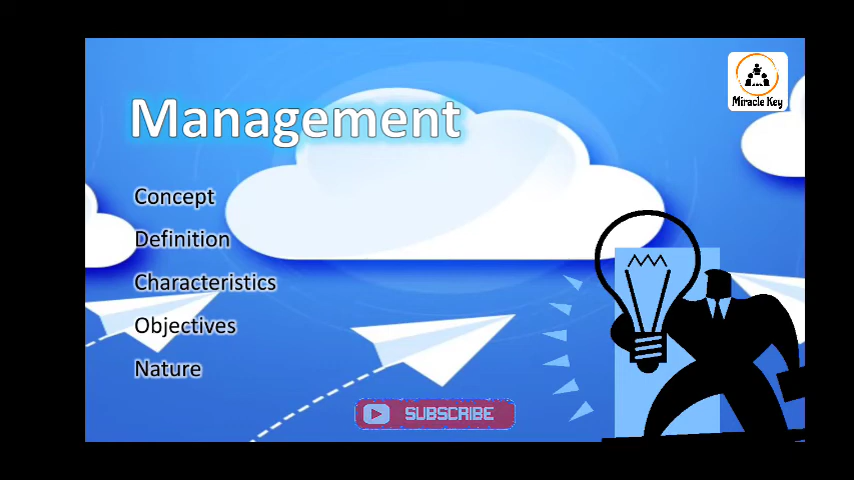 Management
Miracle Key
Concept
Definition
Characteristics
Objectives
Nature
SUBSCRIBE